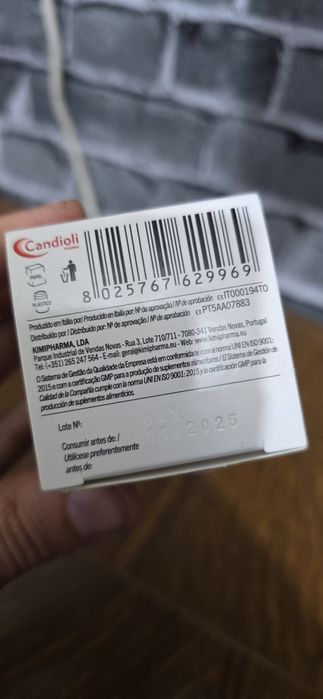 Candioli
PHARMA
PAPEL
PLÁSTICO
8 025767 629969
Produzido em Itália por/ Producido en Italia por: Nº de aprovação/ Nº de aprobación αIT000194TO
Distribuído por / Distribuido por: Nº de aprovação/ Nº de aprobación αPT5AA07883
KIMIPHARMA, LDA
Parque Industrial de Vendas Novas - Rua 3, Lote 710/711 - 7080-341 Vendas Novas, Portugal
Tel: (+351) 265 247 564 - E-mail: geral@kimipharma.eu - Web: www.kimipharma.eu
O Sistema de Gestão da Qualidade da Empresa está em conformidade com a norma UNI EN ISO 9001:
2015 e com a certificação GMP para a produção de suplementos alimentares / El Sistema de Gestión de
Calidad de la Compañía cumple con la norma UNI EN ISO 9001: 2015 y la certificación GMP para la
producción de suplementos alimenticios.
Lote Nº:
Consumir antes de: /
Utilícese preferentemente
antes de:
/2025